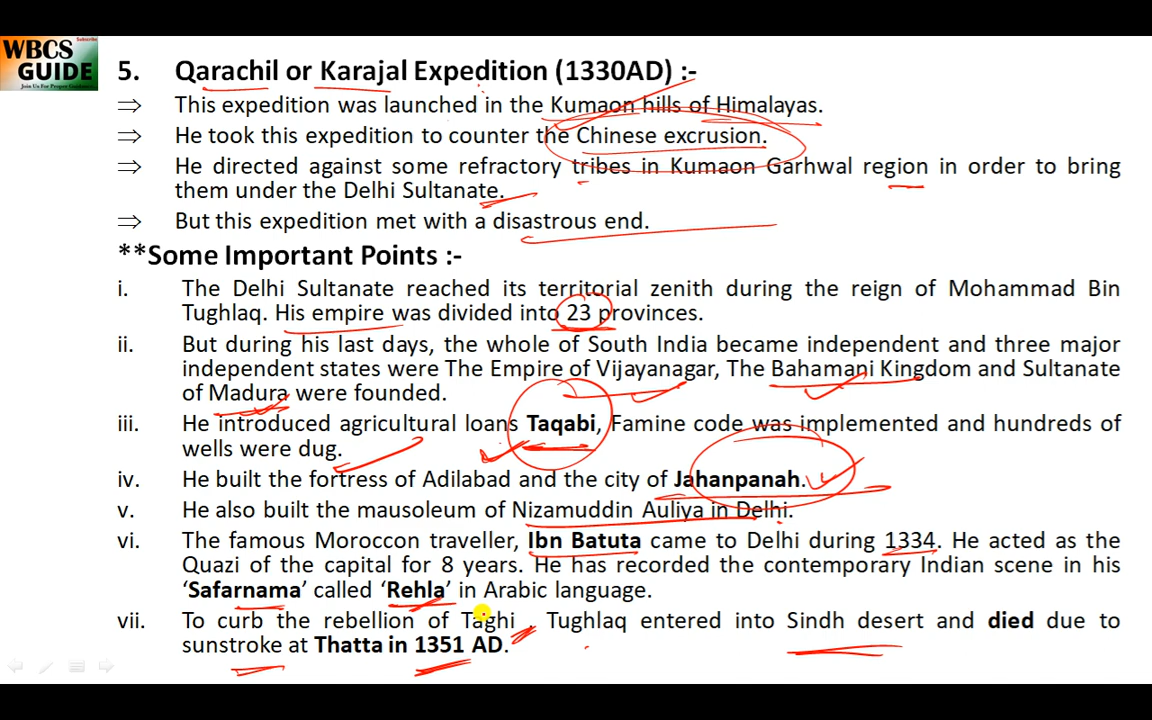 Subscribe
WBCS
GUIDE
Join Us For Proper Guidance
5. Qarachil or Karajal Expedition (1330AD) :-
⇒ This expedition was launched in the Kumaon hills of Himalayas.
⇒ He took this expedition to counter the Chinese excrusion.
⇒ He directed against some refractory tribes in Kumaon Garhwal region in order to bring
them under the Delhi Sultanate.
⇒ But this expedition met with a disastrous end.
**Some Important Points :-
i. The Delhi Sultanate reached its territorial zenith during the reign of Mohammad Bin
Tughlaq. His empire was divided into 23 provinces.
ii. But during his last days, the whole of South India became independent and three major
independent states were The Empire of Vijayanagar, The Bahamani Kingdom and Sultanate
of Madura were founded.
iii. He introduced agricultural loans Taqabi, Famine code was implemented and hundreds of
wells were dug.
iv. He built the fortress of Adilabad and the city of Jahanpanah.
v. He also built the mausoleum of Nizamuddin Auliya in Delhi.
vi. The famous Moroccon traveller, Ibn Batuta came to Delhi during 1334. He acted as the
Quazi of the capital for 8 years. He has recorded the contemporary Indian scene in his
‘Safarnama’ called ‘Rehla’ in Arabic language.
vii. To curb the rebellion of Taghi , Tughlaq entered into Sindh desert and died due to
sunstroke at Thatta in 1351 AD.